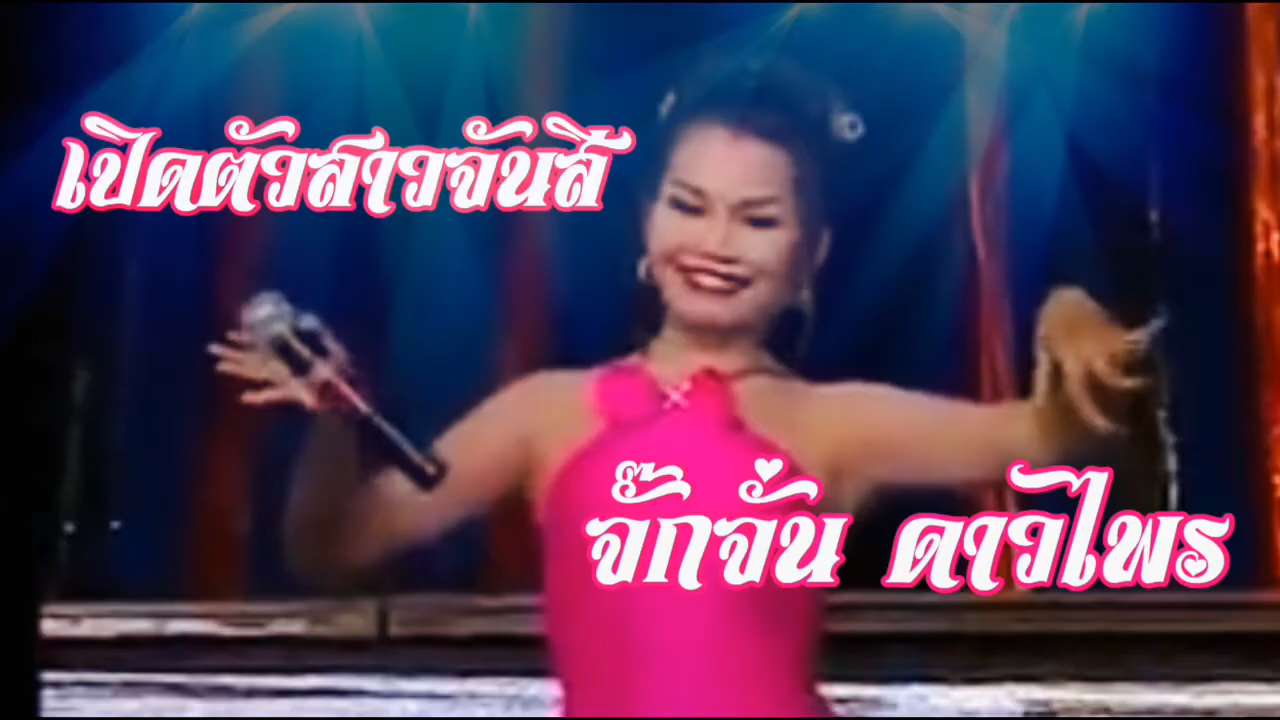 เปิดตัวสาวจันสี
จั๊กจั่น ดาวไพร